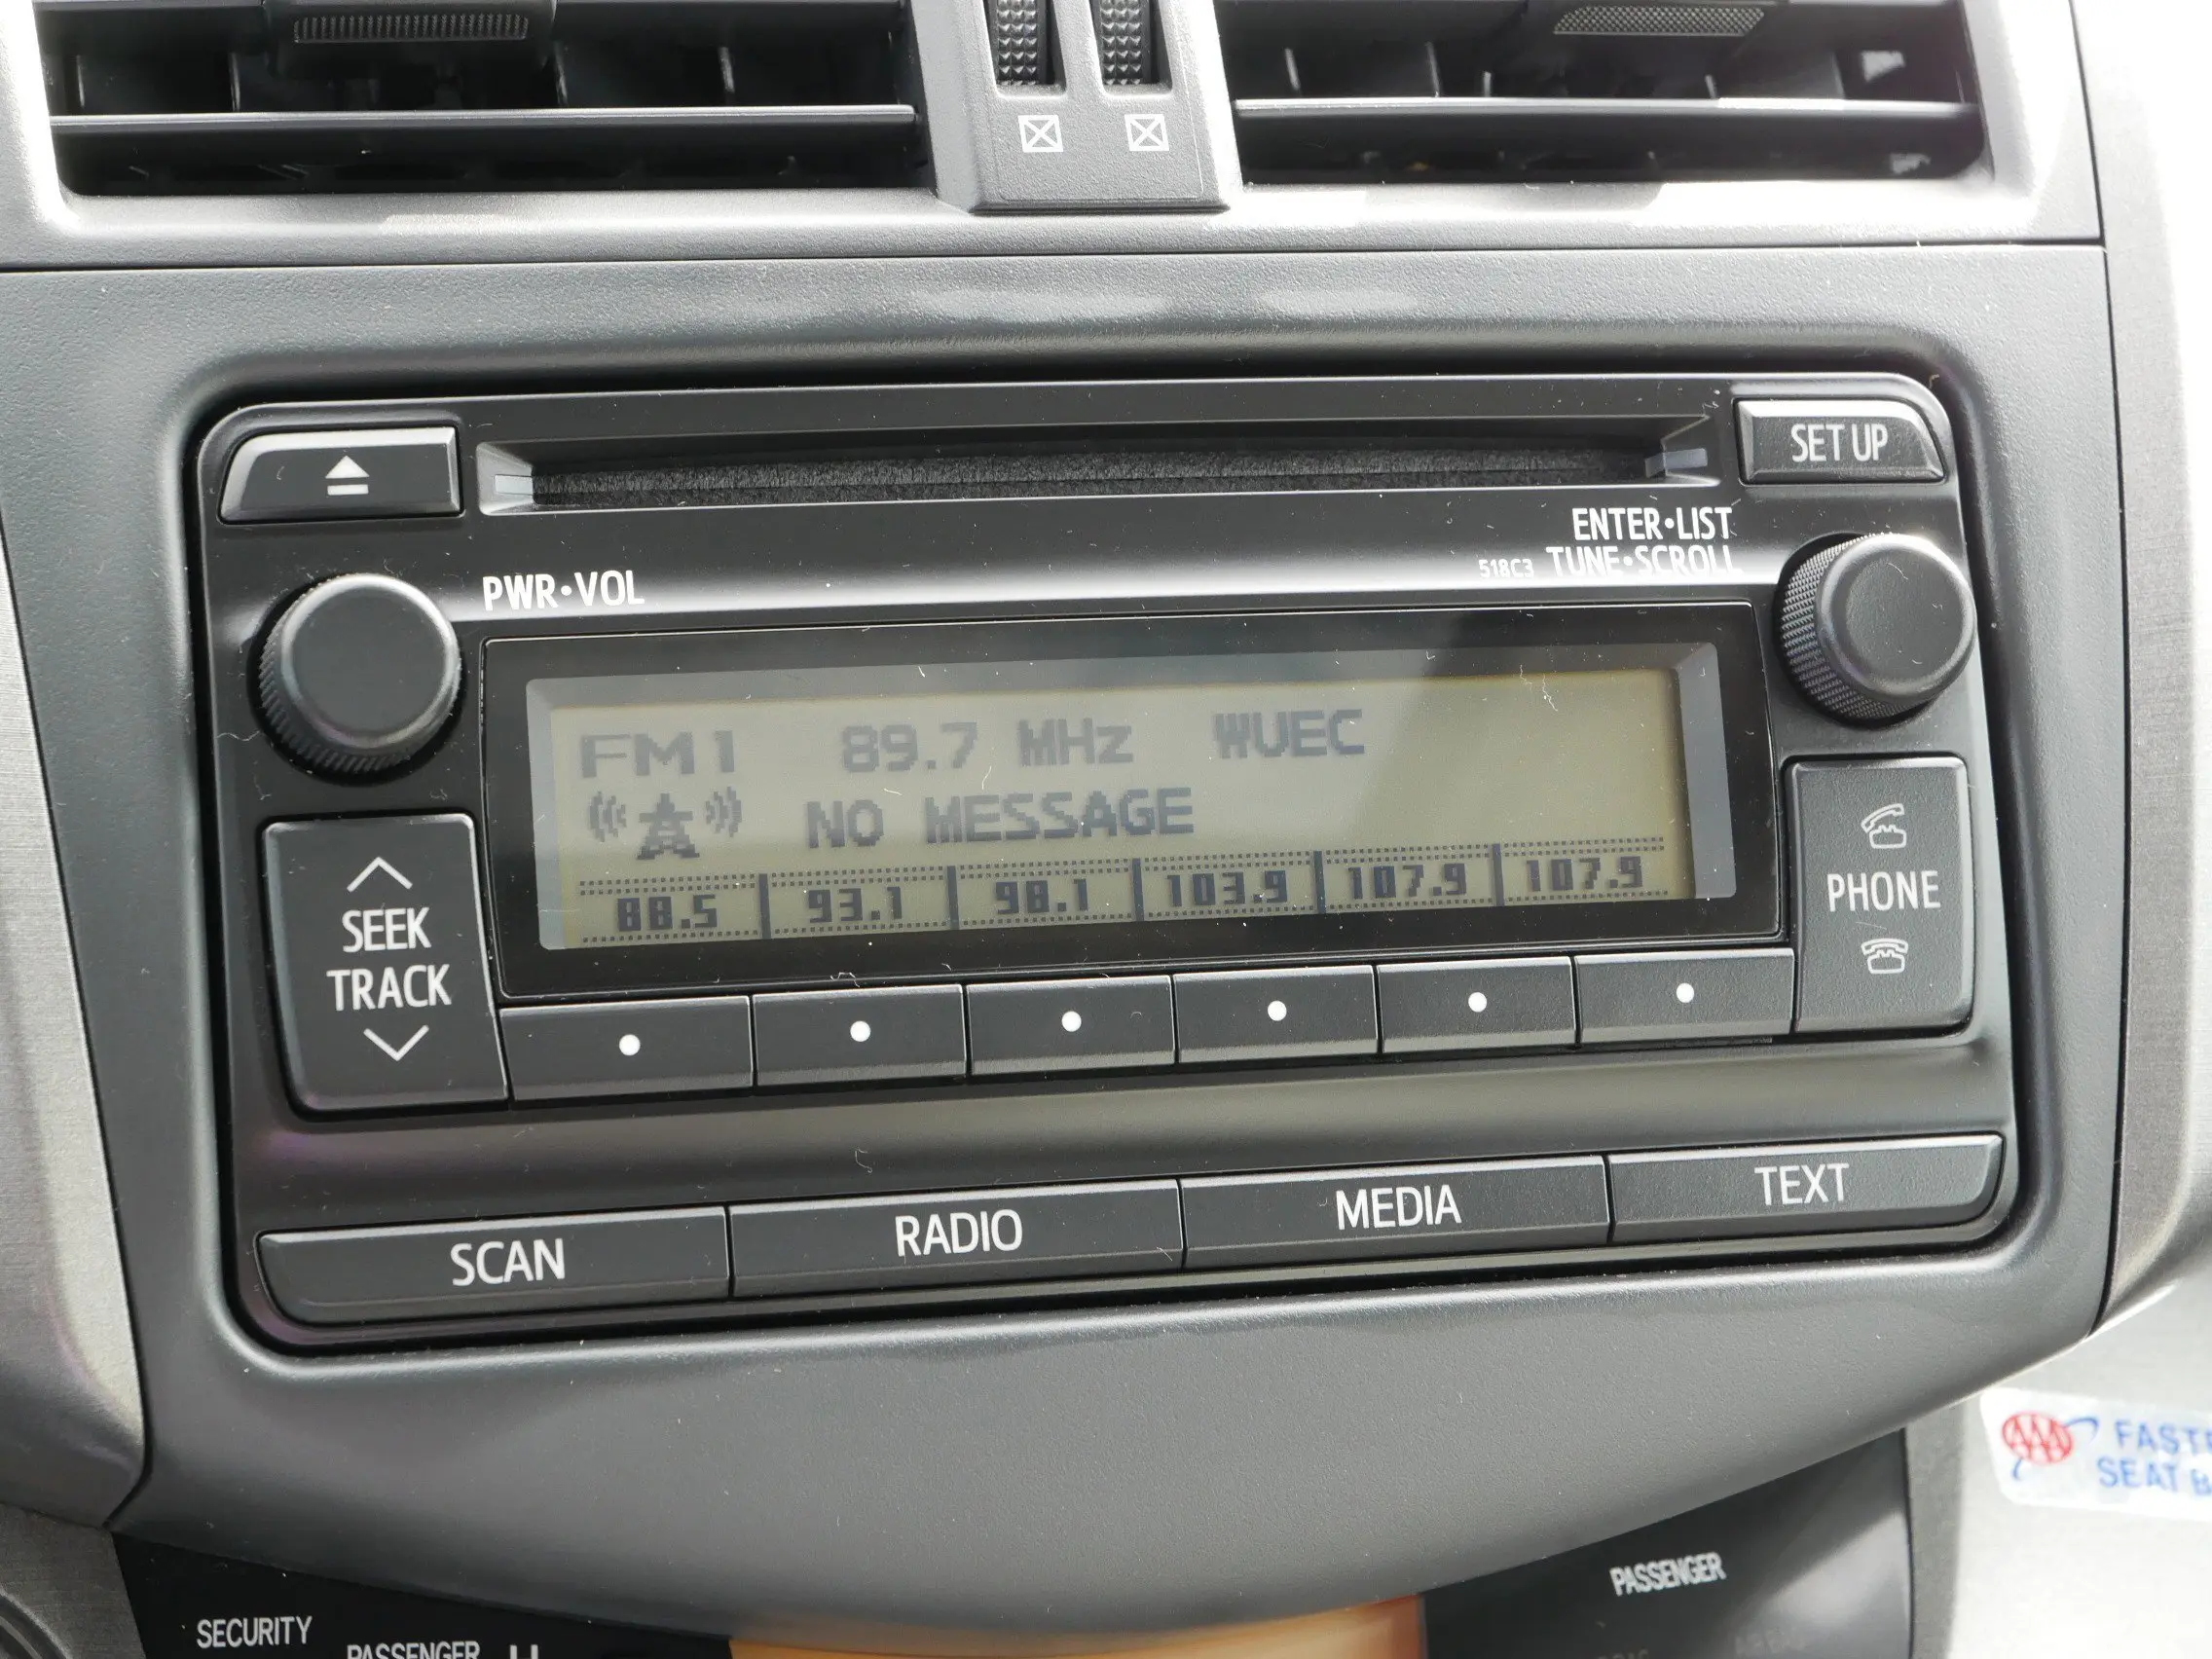 SET UP
ENTER•LIST
518C3 TUNE•SCROLL
PWR•VOL
FM1 89.7 MHz WUEC
NO MESSAGE
88.5 93.1 98.1 103.9 107.9 107.9
SEEK
TRACK
PHONE
SCAN RADIO MEDIA TEXT
AAA
SEAT
PASSENGER
SECURITY
PASSENGER